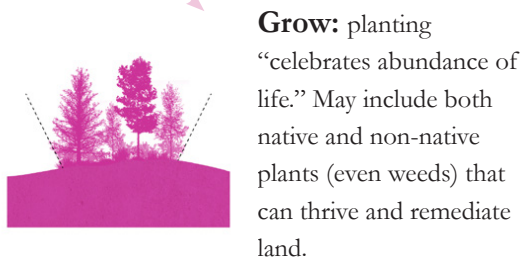 Grow: planting
“celebrates abundance of
life.” May include both
native and non-native
plants (even weeds) that
can thrive and remediate
land.